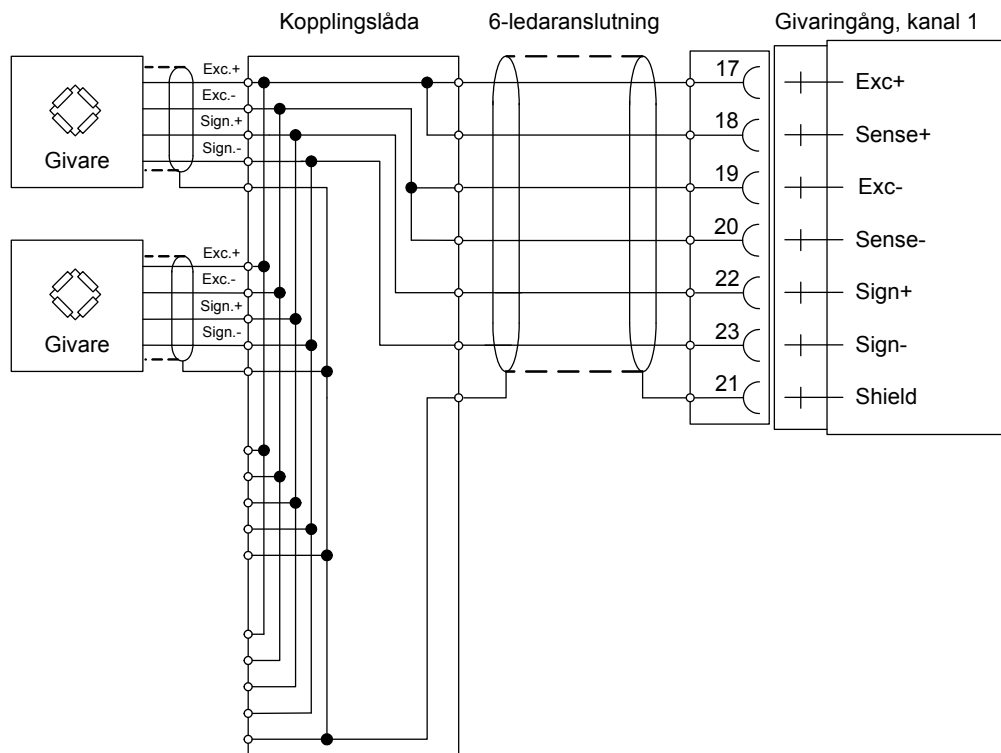 Kopplingslåda
6-ledaranslutning
Givaringång, kanal 1
Exc.+
Exc.-
Sign.+
Sign.-
Givare
17
Exc+
18
Sense+
19
Exc-
20
Sense-
22
Sign+
23
Sign-
21
Shield
Exc.+
Exc.-
Sign.+
Sign.-
Givare